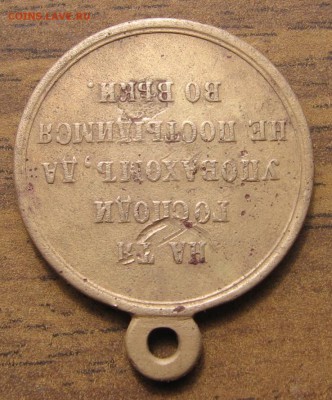 COINS.LAVE.RU
НА ТЯ
ГОСПОДИ
УПОВАХОМЪ, ДА
НЕ ПОСТЫДИМСЯ
ВО ВѢКИ.